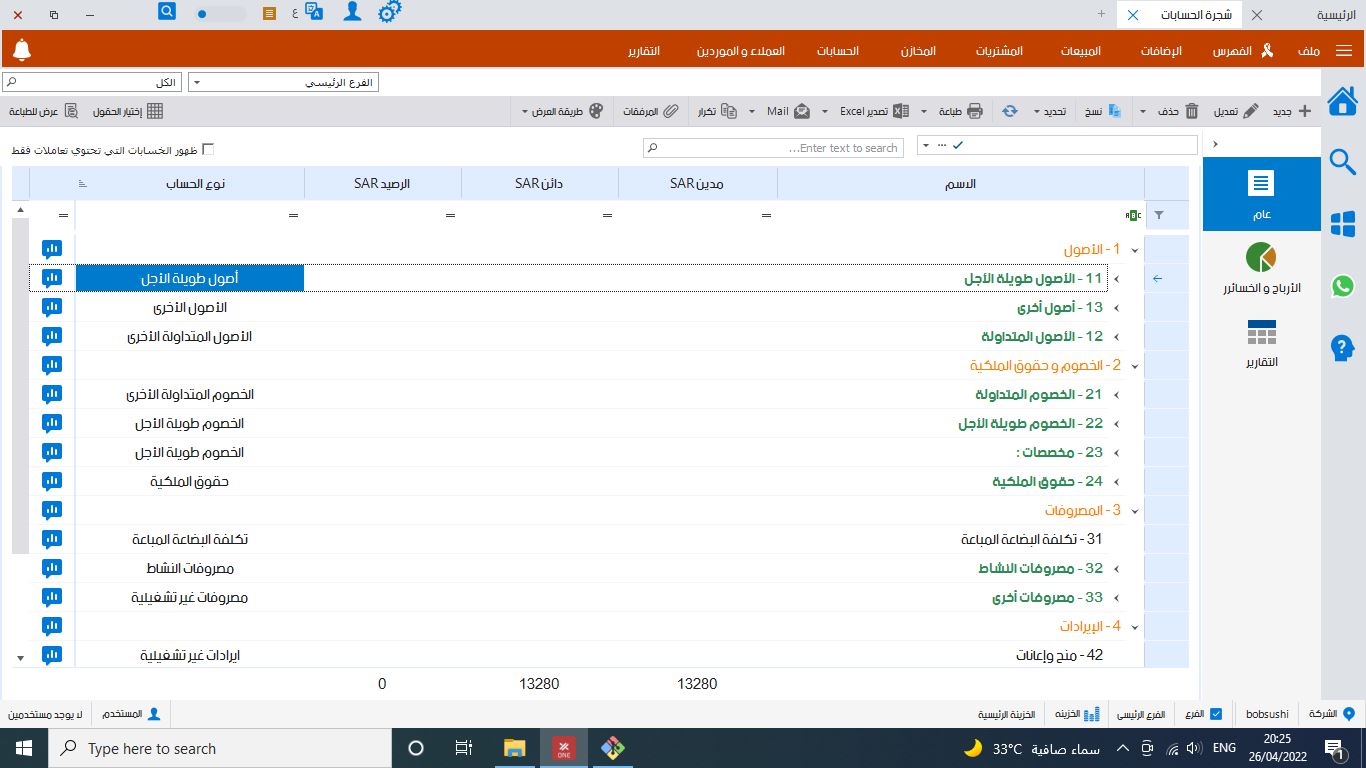 الرئيسية
شجرة الحسابات
ع
ملف
الفهرس
الإضافات
المبيعات
المشتريات
المخازن
الحسابات
العملاء و الموردين
التقارير
الفرع الرئيسي
الكل
جديد
تعديل
حذف
نسخ
تحديد
طباعة
تصدير Excel
Mail
تكرار
المرفقات
طريقة العرض
إختيار الحقول
عرض للطباعة
Enter text to search...
ظهور الحسابات التي تحتوي تعاملات فقط
عام
الأرباح و الخسائرر
التقارير
الاسم
مدين SAR
دائن SAR
الرصيد SAR
نوع الحساب
1 - الأصول
11 - الأصول طويلة الأجل أصول طويلة الأجل
13 - أصول أخرى الأصول الأخرى
12 - الأصول المتداولة الأصول المتداولة الأخرى
2 - الخصوم و حقوق الملكية
21 - الخصوم المتداولة الخصوم المتداولة الأخرى
22 - الخصوم طويلة الأجل الخصوم طويلة الأجل
23 - مخصصات : الخصوم طويلة الأجل
24 - حقوق الملكية حقوق الملكية
3 - المصروفات
31 - تكلفة البضاعة المباعة تكلفة البضاعة المباعة
32 - مصروفات النشاط مصروفات النشاط
33 - مصروفات أخرى مصروفات غير تشغيلية
4 - الإيرادات
42 - منح وإعانات ايرادات غير تشغيلية
13280 13280 0
الشركة
bobsushi
الفرع
الفرع الرئيسي
الخزينه
الخزينة الرئيسية
المستخدم
لا يوجد مستخدمين
Type here to search
ONE
33°C سماء صافية
ENG
20:25
26/04/2022
1